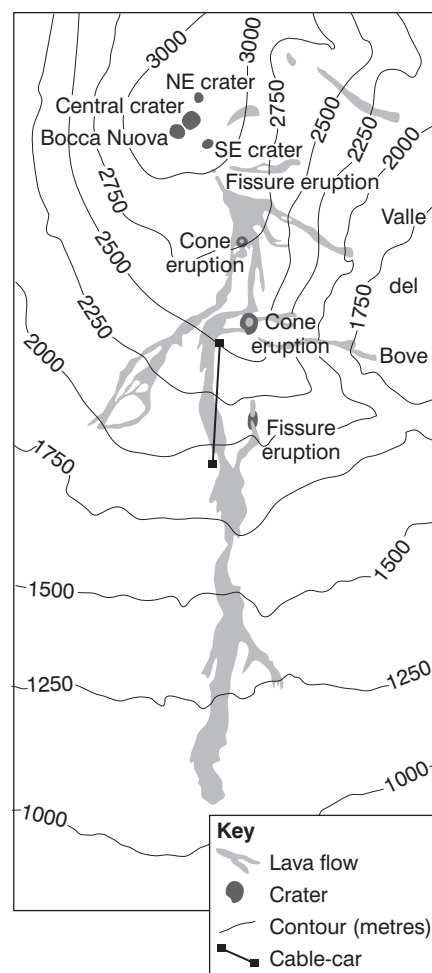 3000
3000
NE crater
Central crater
Bocca Nuova
SE crater
2750
2500
2250
2000
2750
Fissure eruption
Valle
Cone
eruption
2500
del
1750
2250
Cone
eruption
Bove
2000
Fissure
eruption
1750
1500
1500
1250
1250
1000
1000
Key
Lava flow
Crater
Contour (metres)
Cable-car